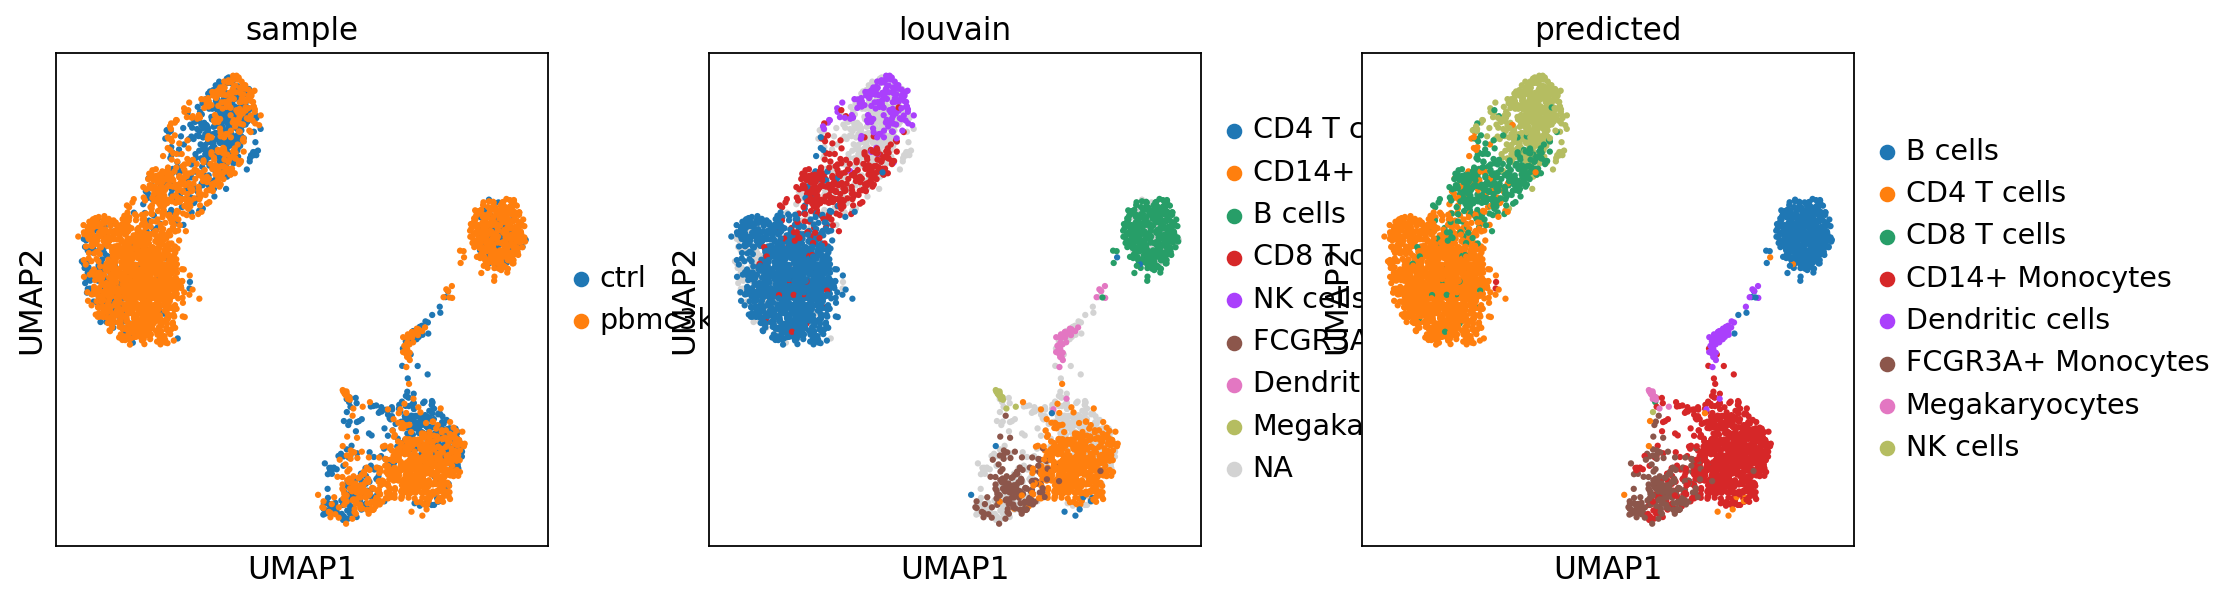 sample
UMAP2
UMAP1
ctrl
pbmc3k
louvain
UMAP2
UMAP1
CD4 T c
CD14+
B cells
CD8 T c
NK cells
FCGR3A
Dendrit
Megaka
NA
predicted
UMAP2
UMAP1
B cells
CD4 T cells
CD8 T cells
CD14+ Monocytes
Dendritic cells
FCGR3A+ Monocytes
Megakaryocytes
NK cells